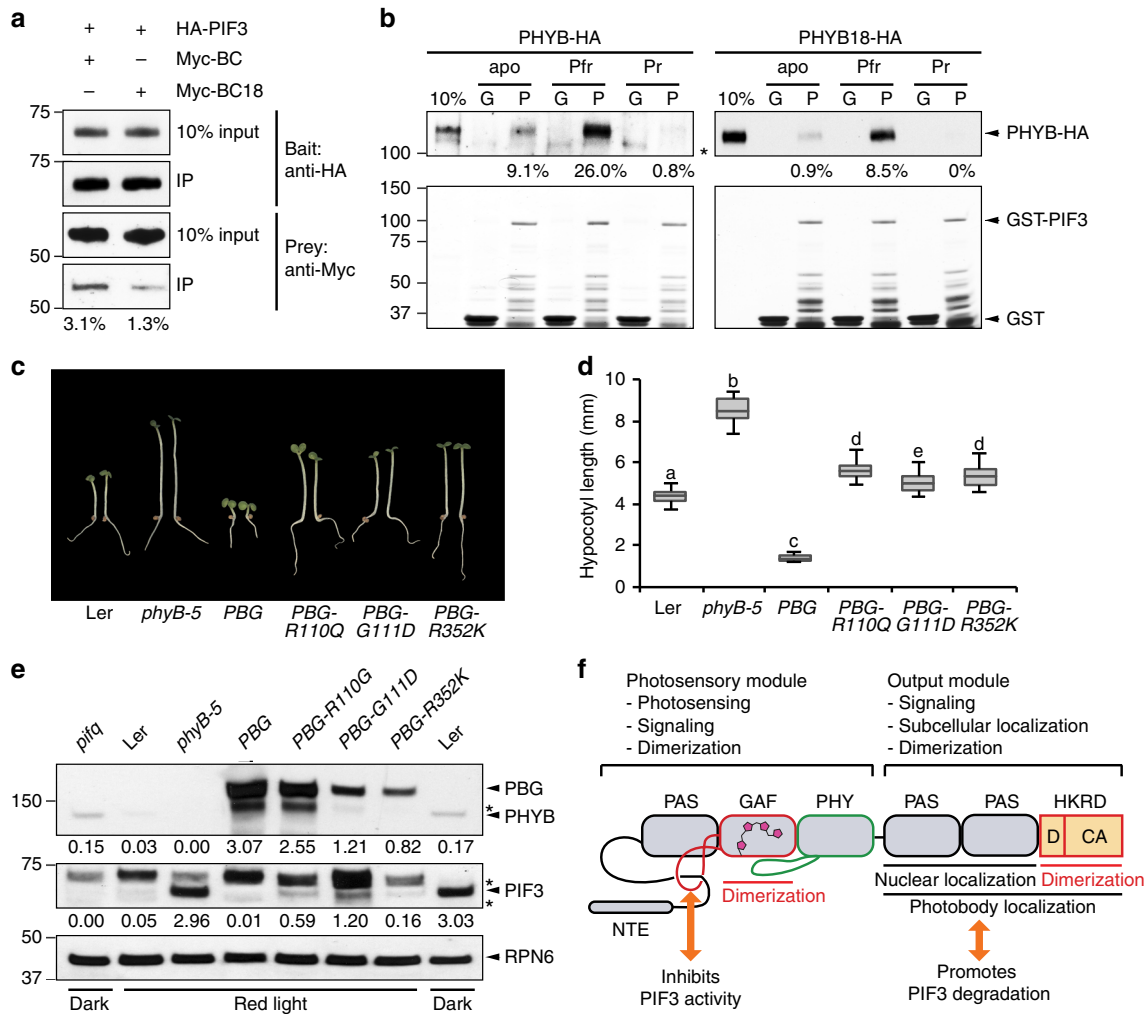 a
+ + HA-PIF3
+ – Myc-BC
– + Myc-BC18
75
10% input
75
IP
Bait:
anti-HA
10% input
50
IP
50
Prey:
anti-Myc
3.1% 1.3%
b
PHYB-HA PHYB18-HA
apo Pfr Pr apo Pfr Pr
10% G P G P G P 10% G P G P G P
PHYB-HA
100 *
9.1% 26.0% 0.8% 0.9% 8.5% 0%
150
100 GST-PIF3
75
50
37
GST
c
Ler phyB-5 PBG PBG-R110Q PBG-G111D PBG-R352K
d
Hypocotyl length (mm)
10
8
6
4
2
0
a b c d e d
Ler phyB-5 PBG PBG-R110Q PBG-G111D PBG-R352K
e
pifq Ler phyB-5 PBG PBG-R110G PBG-G111D PBG-R352K Ler
PBG
150 *
PHYB
0.15 0.03 0.00 3.07 2.55 1.21 0.82 0.17
75 *
PIF3
63 *
0.00 0.05 2.96 0.01 0.59 1.20 0.16 3.03
50
RPN6
37
Dark Red light Dark
f
Photosensory module
- Photosensing
- Signaling
- Dimerization
Output module
- Signaling
- Subcellular localization
- Dimerization
PAS GAF PHY PAS PAS HKRD
D CA
Dimerization
Nuclear localization Dimerization
Photobody localization
NTE
Inhibits
PIF3 activity
Promotes
PIF3 degradation